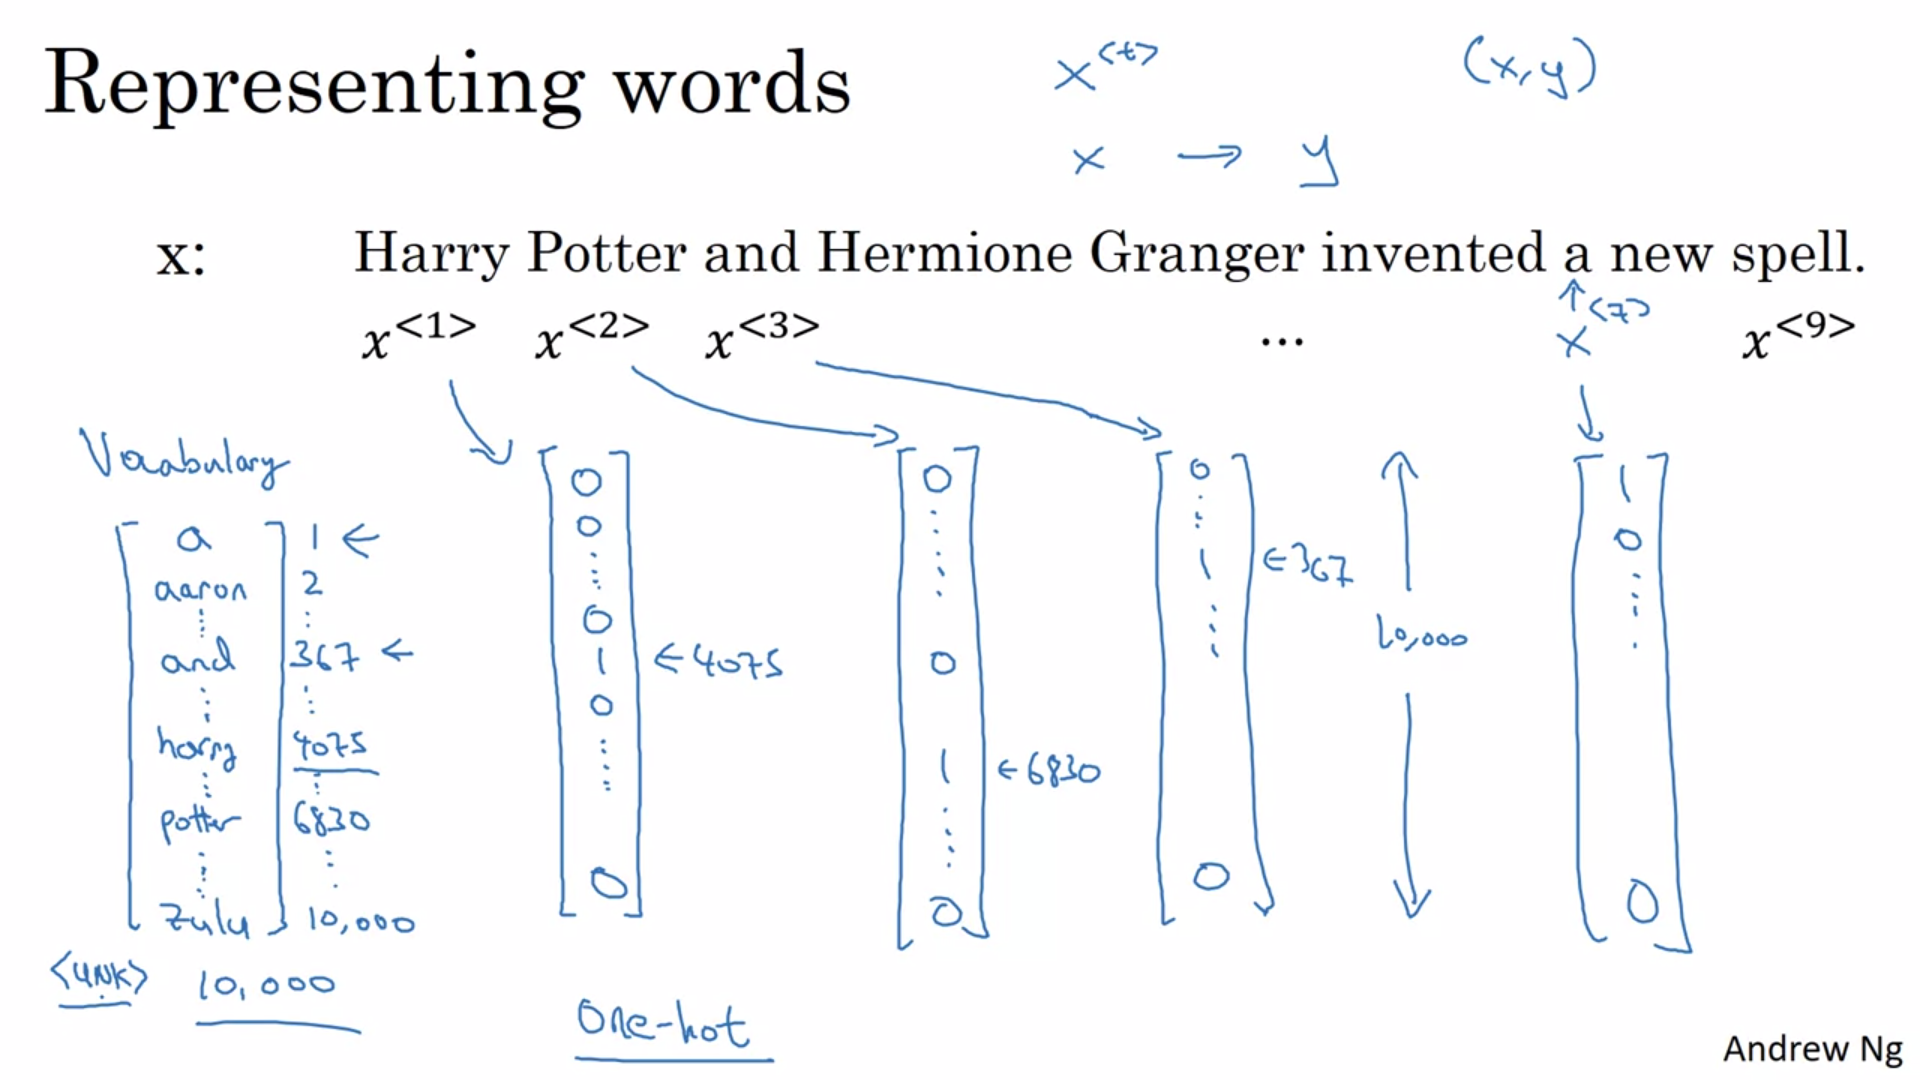 Representing words
x<t>
(x,y)
x → y
x: Harry Potter and Hermione Granger invented a new spell.
x<1> x<2> x<3> ... x<7> x<9>
Vocabulary
a 1 ←
aaron 2
⋮ ⋮
and 367 ←
⋮ ⋮
harry 4075
⋮ ⋮
potter 6830
⋮ ⋮
zulu 10,000
<UNK> 10,000
0
0
⋮
0
1 ← 4075
0
⋮
0
0
⋮
0
1 ← 6830
⋮
0
0
⋮
1 ← 367
⋮
0
10,000
1
0
⋮
0
One-hot
Andrew Ng